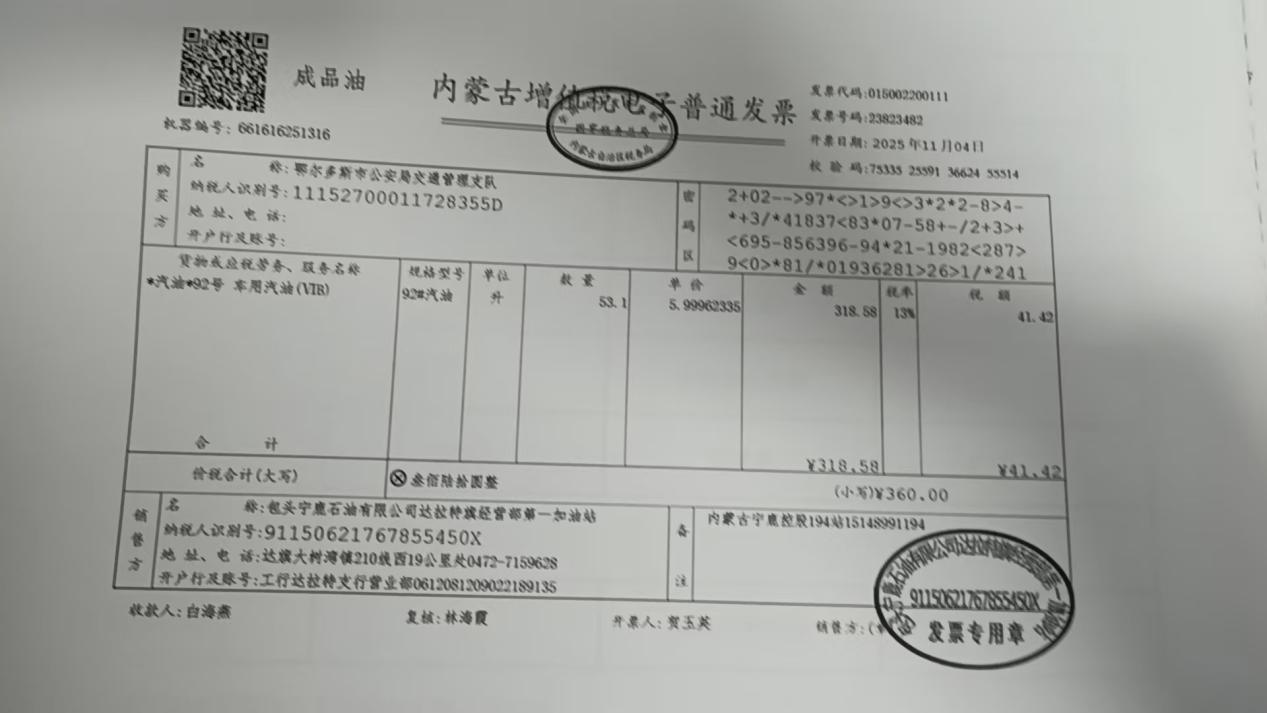 成品油
内蒙古增值税电子普通发票
国家税务总局
内蒙古自治区税务局
机器编号: 661616251316
发票代码:015002200111
发票号码:23823482
开票日期: 2025 年11 月04日
校 验 码:75335 25591 36624 55514
购买方
名 称: 鄂尔多斯市公安局交通管理支队
纳税人识别号: 11152700011728355D
地 址、电 话:
开户行及账号:
密码区
2+02-->97*<>1>9<>3*2*2-8>4-
*+3/*41837<83*07-58+-/2+3>+
<695-856396-94*21-1982<287>
9<0>*81/*01936281>26>1/*241
货物或应税劳务、服务名称 规格型号 单位 数 量 单 价 金 额 税率 税 额
*汽油*92号 车用汽油(VIB) 92#汽油 升 53.1 5.99962335 318.58 13% 41.42
合 计 ¥318.58 ¥41.42
价税合计(大写) ⊗ 叁佰陆拾圆整 (小写)¥360.00
销售方
名 称:包头宁鹿石油有限公司达拉特旗经营部第一加油站
纳税人识别号:91150621767855450X
地 址、电 话:达旗大树湾镇210线西19公里处0472-7159628
开户行及账号:工行达拉特支行营业部0612081209022189135
备注
内蒙古宁鹿控股194站15148991194
收款人: 白海燕 复核: 林海霞 开票人: 贺玉英 销售方:(
91150621767855450X
发票专用章